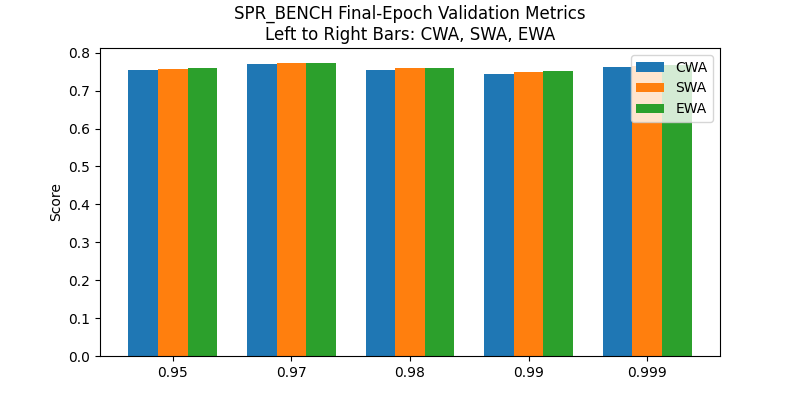 SPR_BENCH Final-Epoch Validation Metrics
Left to Right Bars: CWA, SWA, EWA
CWA
SWA
EWA
0.8
0.7
0.6
0.5
0.4
0.3
0.2
0.1
0.0
Score
0.95 0.97 0.98 0.99 0.999